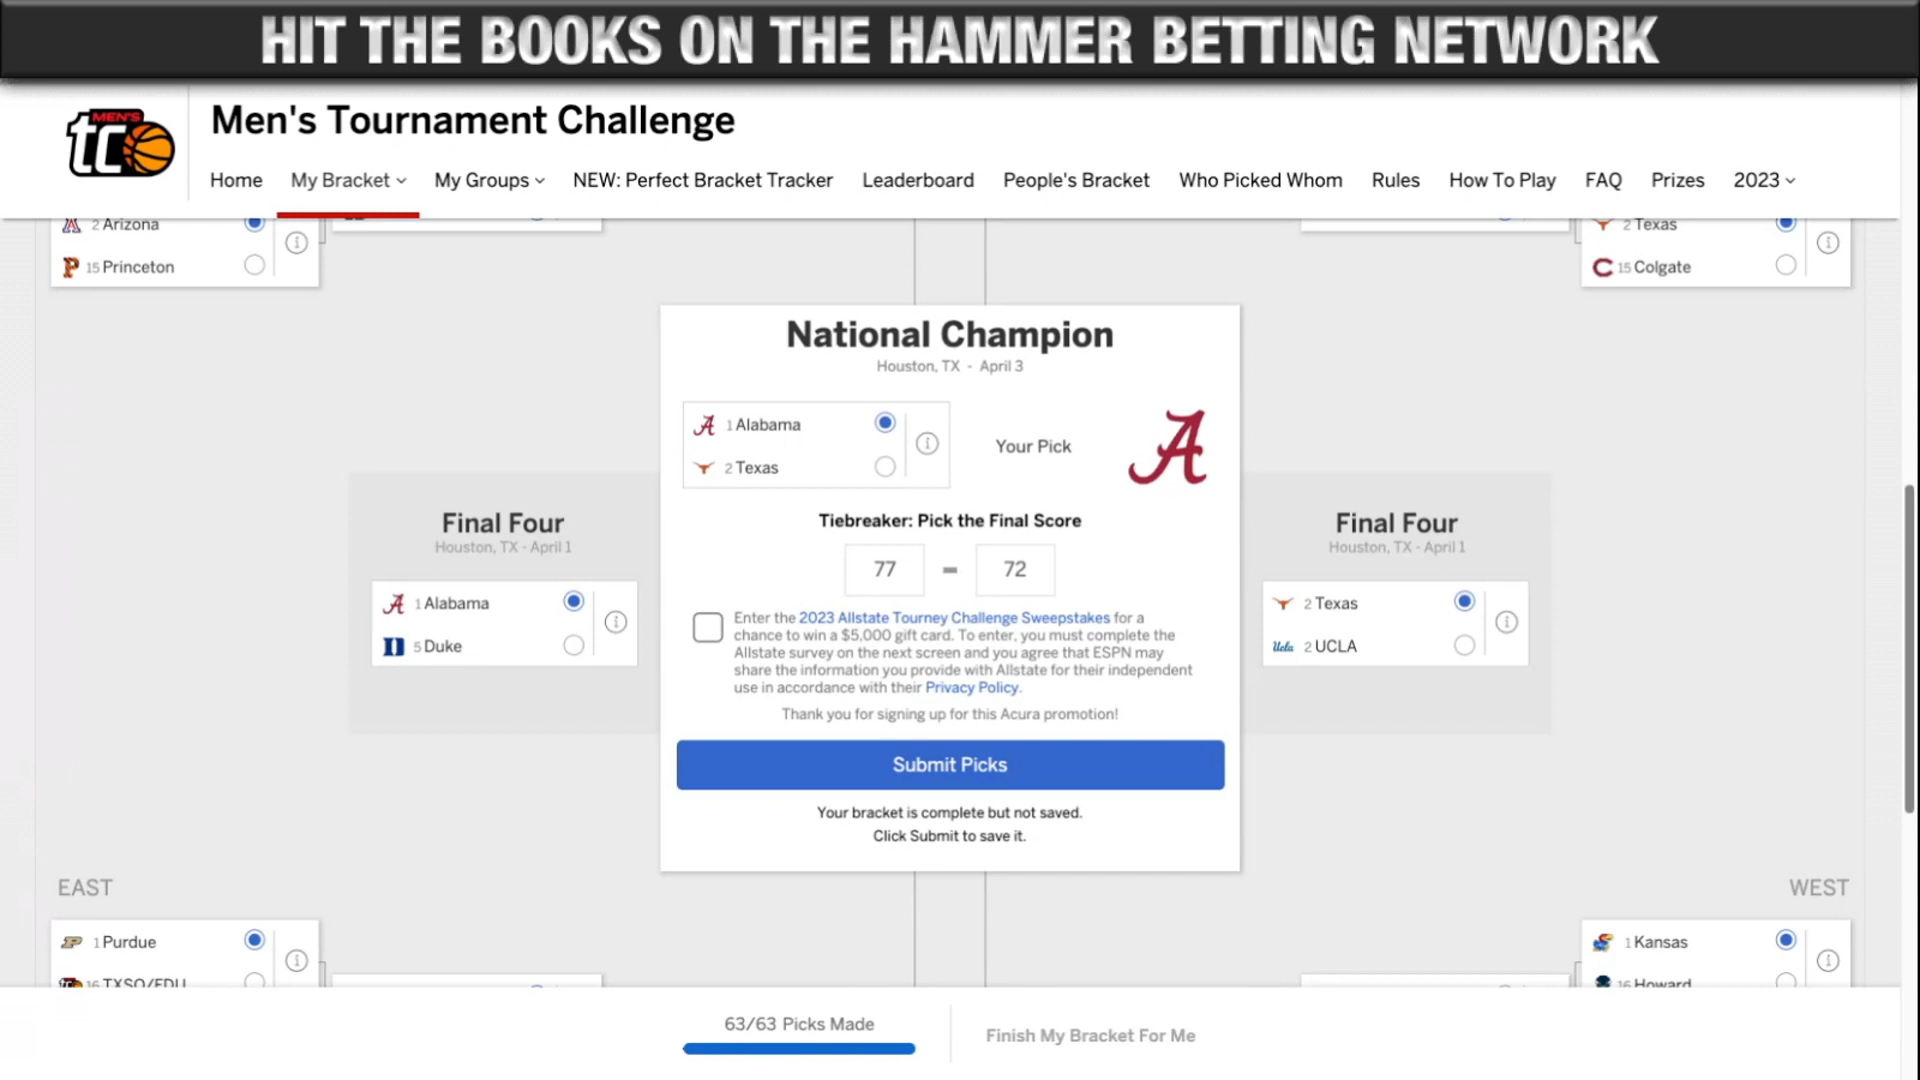 HIT THE BOOKS ON THE HAMMER BETTING NETWORK
MEN'S
tc
Men's Tournament Challenge
Home
My Bracket
My Groups
NEW: Perfect Bracket Tracker
Leaderboard
People's Bracket
Who Picked Whom
Rules
How To Play
FAQ
Prizes
2023
2 Arizona
15 Princeton
2 Texas
15 Colgate
National Champion
Houston, TX - April 3
1 Alabama
2 Texas
Your Pick
Tiebreaker: Pick the Final Score
77 - 72
Enter the 2023 Allstate Tourney Challenge Sweepstakes for a
chance to win a $5,000 gift card. To enter, you must complete the
Allstate survey on the next screen and you agree that ESPN may
share the information you provide with Allstate for their independent
use in accordance with their Privacy Policy.
Thank you for signing up for this Acura promotion!
Submit Picks
Your bracket is complete but not saved.
Click Submit to save it.
Final Four
Houston, TX - April 1
1 Alabama
5 Duke
Final Four
Houston, TX - April 1
2 Texas
Ucla 2 UCLA
EAST
1 Purdue
16 TXSO/FDU
WEST
1 Kansas
16 Howard
63/63 Picks Made
Finish My Bracket For Me